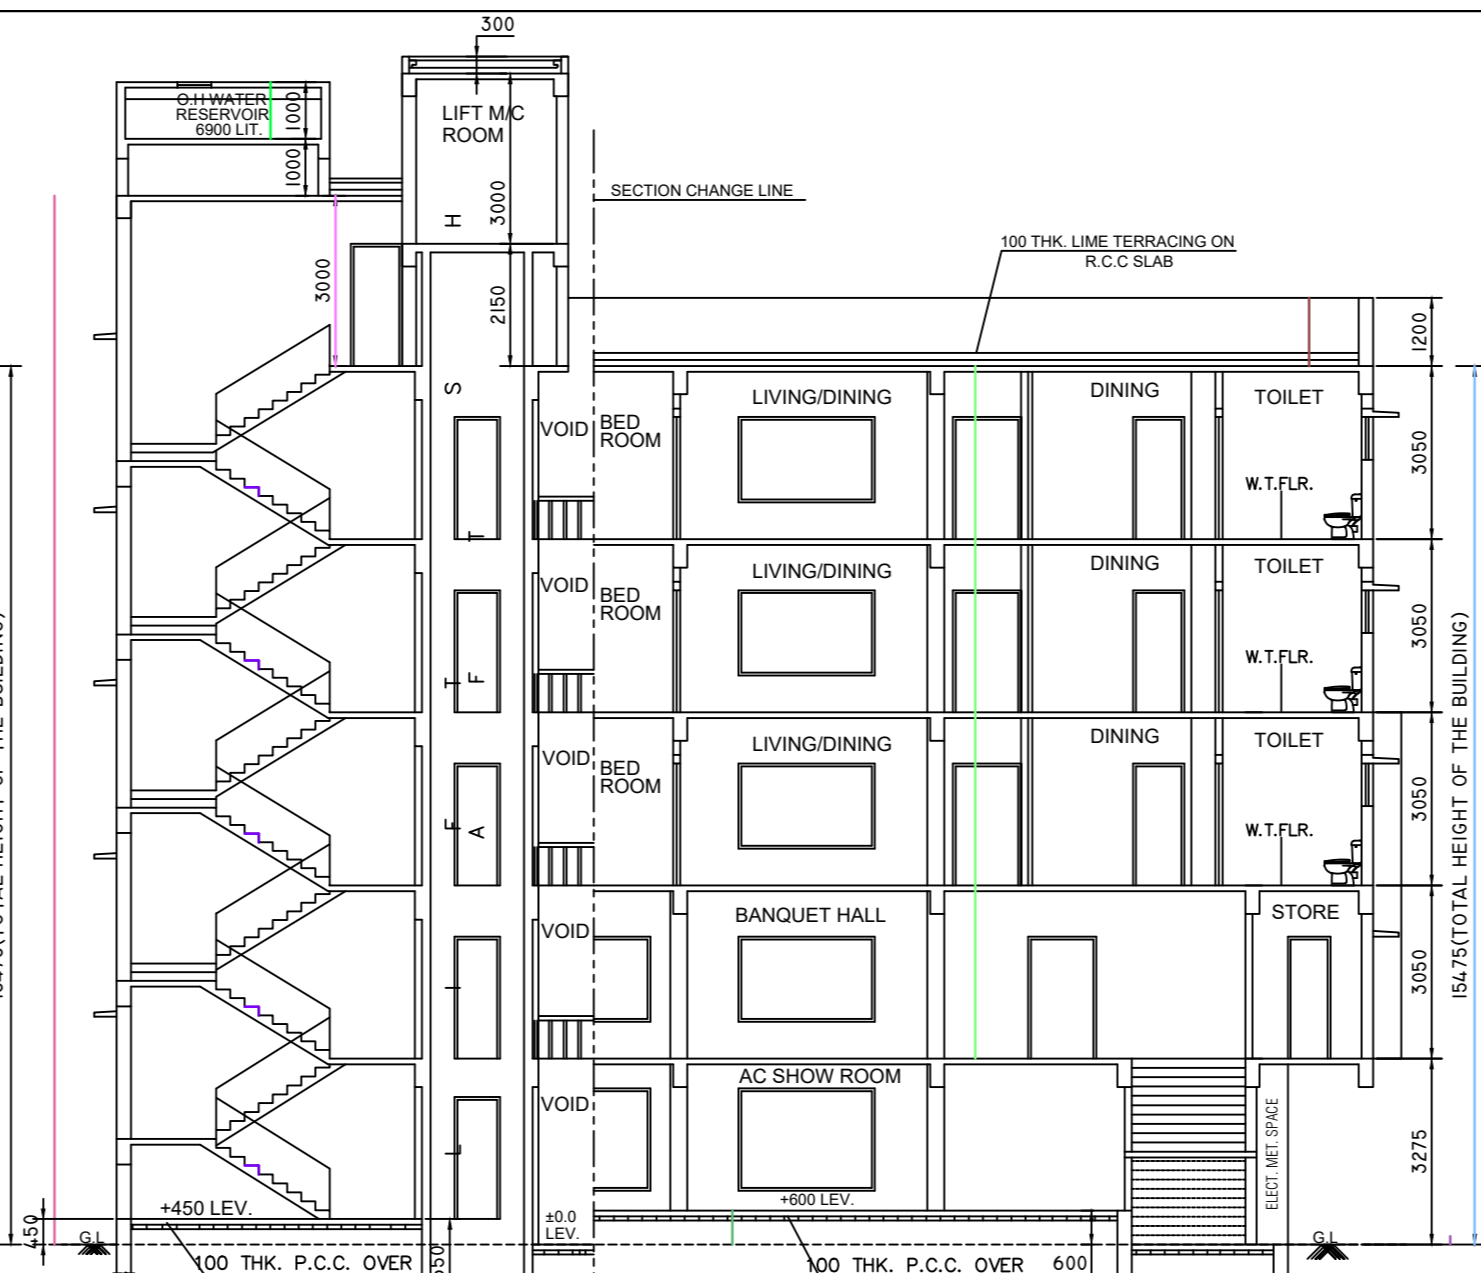 300
O.H WATER
RESERVOIR
6900 LIT.
1000
LIFT M/C
ROOM
1000
3000
SECTION CHANGE LINE
H
100 THK. LIME TERRACING ON
R.C.C SLAB
3000
2150
1200
S
LIVING/DINING
DINING
TOILET
VOID
BED
ROOM
3050
W.T.FLR.
T
LIVING/DINING
DINING
TOILET
VOID
BED
ROOM
3050
W.T.FLR.
T
F
15475(TOTAL HEIGHT OF THE BUILDING)
LIVING/DINING
DINING
TOILET
VOID
BED
ROOM
3050
W.T.FLR.
F
A
BANQUET HALL
STORE
VOID
3050
I
AC SHOW ROOM
VOID
ELECT. MET. SPACE
3275
L
+450 LEV.
+600 LEV.
±0.0
LEV.
450
G.L
G.L
100 THK. P.C.C. OVER
100 THK. P.C.C. OVER
600